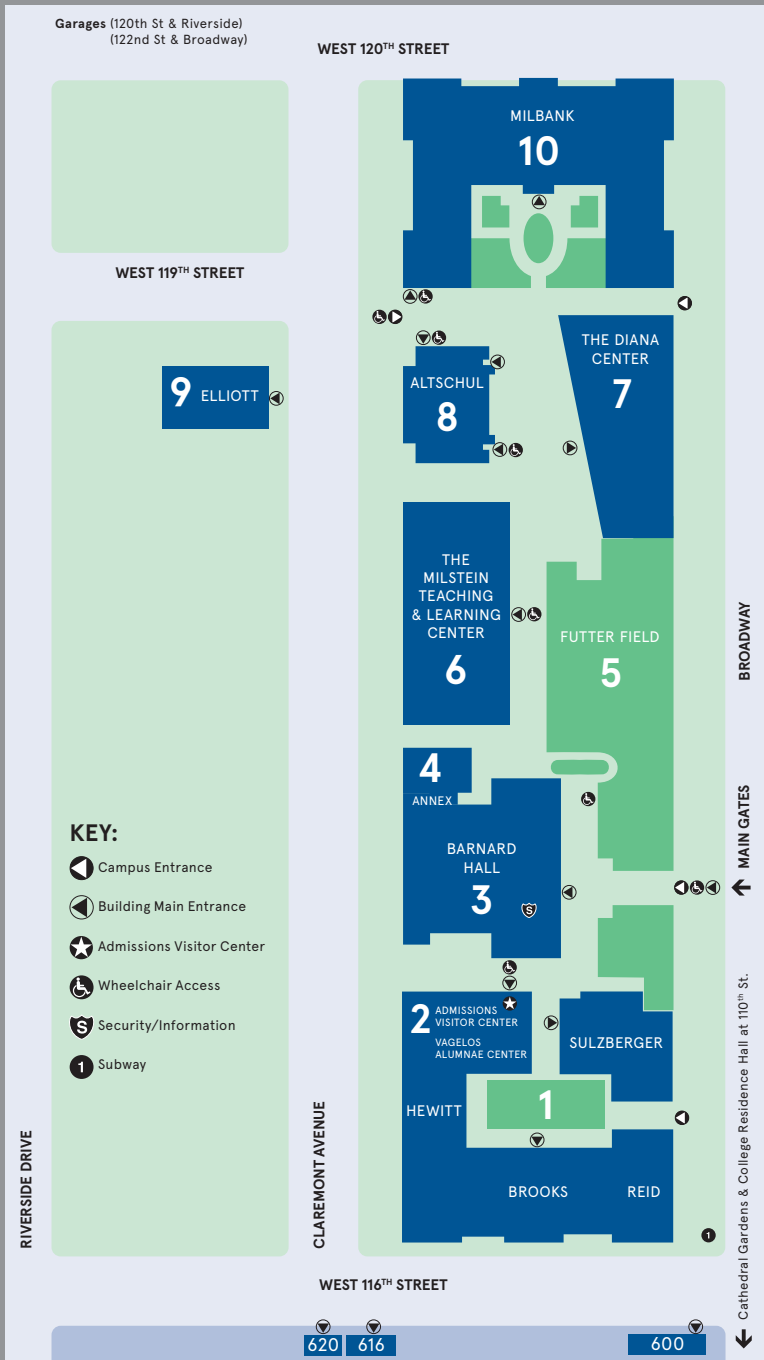 Garages (120th St & Riverside)
(122nd St & Broadway)
WEST 120TH STREET
MILBANK
10
WEST 119TH STREET
THE DIANA
CENTER
7
9 ELLIOTT
ALTSCHUL
8
THE
MILSTEIN
TEACHING
& LEARNING
CENTER
6
FUTTER FIELD
5
BROADWAY
4
ANNEX
MAIN GATES
BARNARD
HALL
3
S
KEY:
Campus Entrance
Building Main Entrance
Admissions Visitor Center
Wheelchair Access
S Security/Information
1 Subway
2 ADMISSIONS
VISITOR CENTER
VAGELOS
ALUMNAE CENTER
SULZBERGER
HEWITT
1
BROOKS
REID
1
RIVERSIDE DRIVE
CLAREMONT AVENUE
Cathedral Gardens & College Residence Hall at 110th St.
WEST 116TH STREET
620
616
600